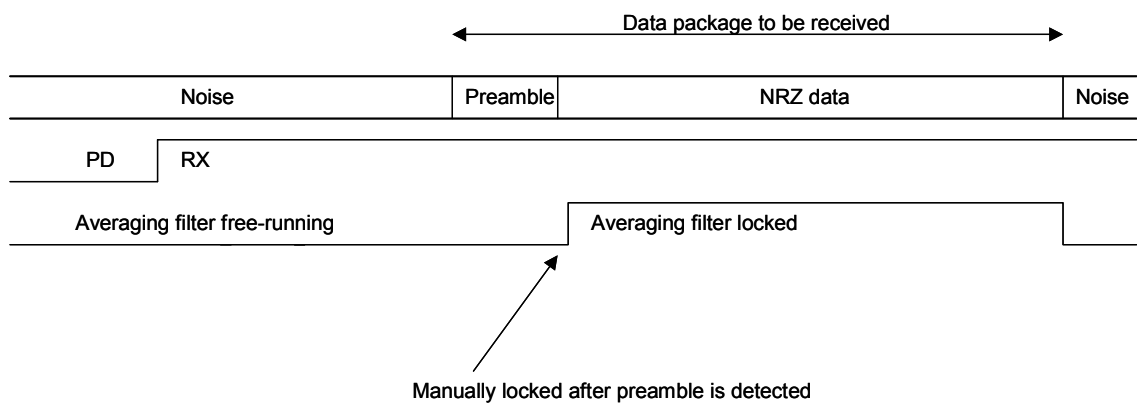 Data package to be received
Noise Preamble NRZ data Noise
PD RX
Averaging filter free-running Averaging filter locked
Manually locked after preamble is detected